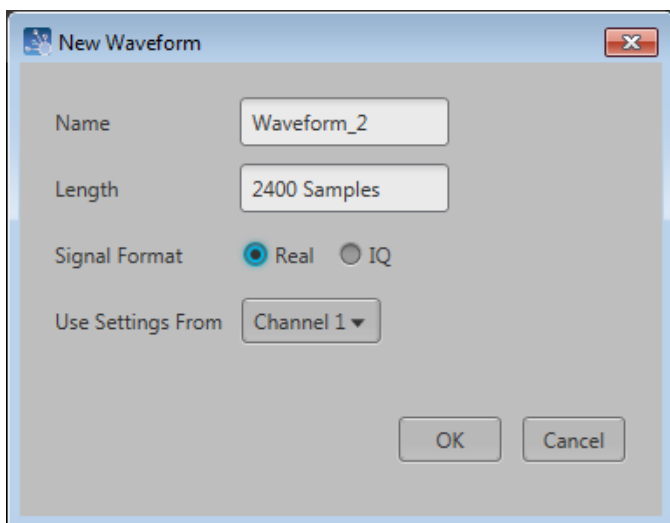 New Waveform
Name Waveform_2
Length 2400 Samples
Signal Format Real IQ
Use Settings From Channel 1
OK Cancel